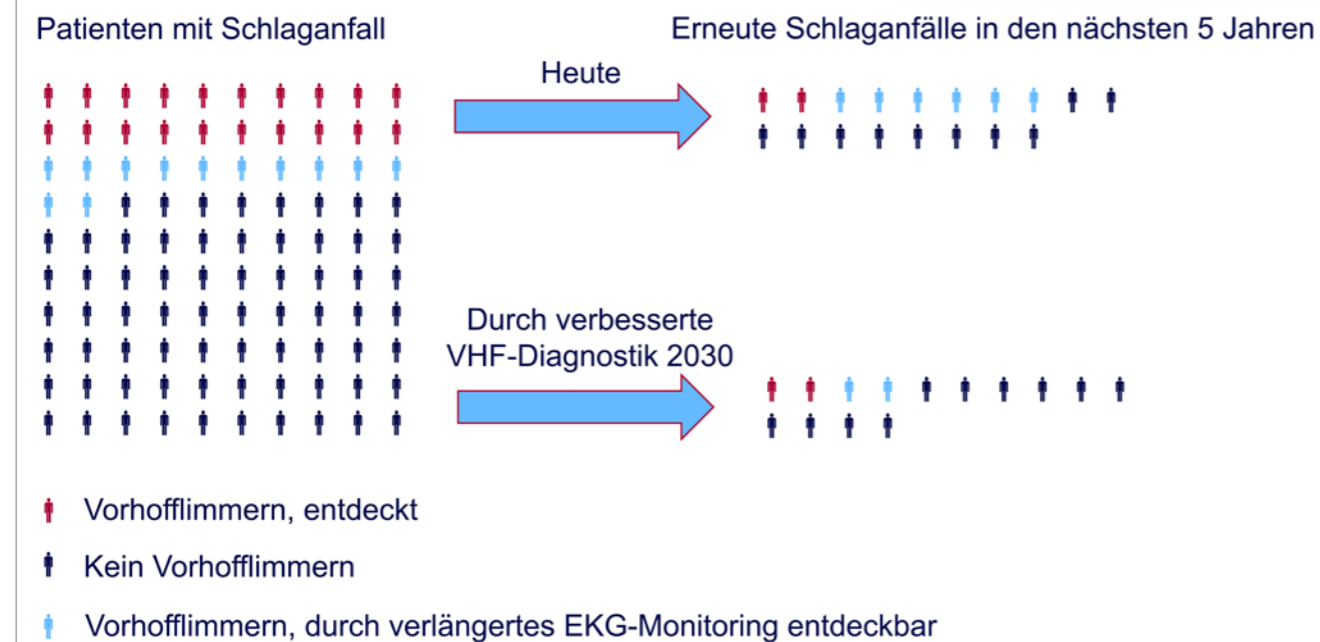 Patienten mit Schlaganfall
Erneute Schlaganfälle in den nächsten 5 Jahren
Heute
Durch verbesserte
VHF-Diagnostik 2030
Vorhofflimmern, entdeckt
Kein Vorhofflimmern
Vorhofflimmern, durch verlängertes EKG-Monitoring entdeckbar